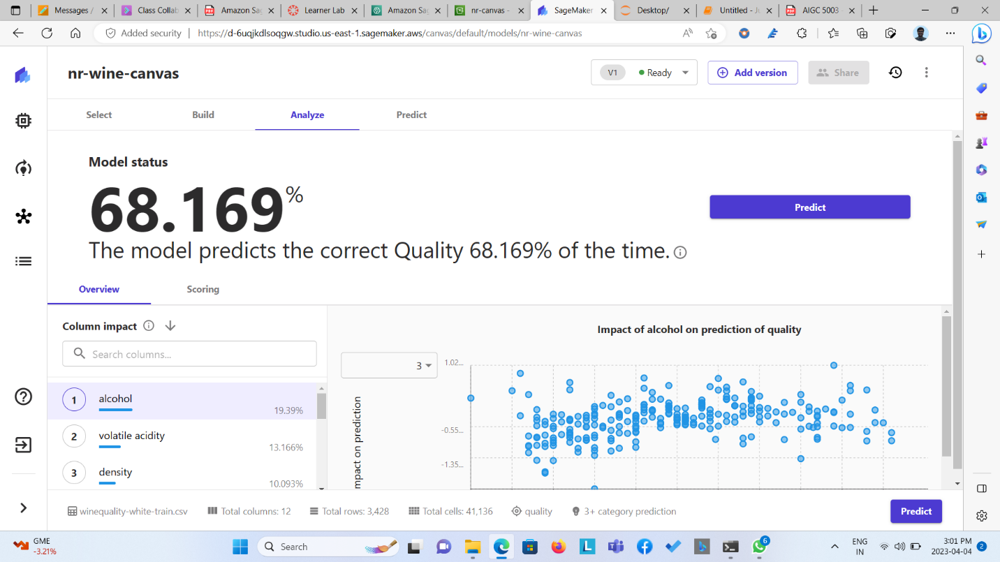 Messages /
Class Collab
Amazon Sag
Learner Lab
Amazon Sag
nr-canvas -
SageMaker
Desktop/
Untitled - Ju
AIGC 5003 -
Added security
https://d-6uqjkdlsoqgw.studio.us-east-1.sagemaker.aws/canvas/default/models/nr-wine-canvas
nr-wine-canvas
V1
Ready
Add version
Share
Select
Build
Analyze
Predict
Model status
68.169%
Predict
The model predicts the correct Quality 68.169% of the time.
Overview
Scoring
Column impact
Search columns...
1
alcohol
19.39%
2
volatile acidity
13.166%
3
density
10.093%
Impact of alcohol on prediction of quality
3
1.02...
-0.55...
-1.35...
mpact on prediction
winequality-white-train.csv
Total columns: 12
Total rows: 3,428
Total cells: 41,136
quality
3+ category prediction
Predict
GME
-3.21%
Search
6
ENG
IN
3:01 PM
2023-04-04
2